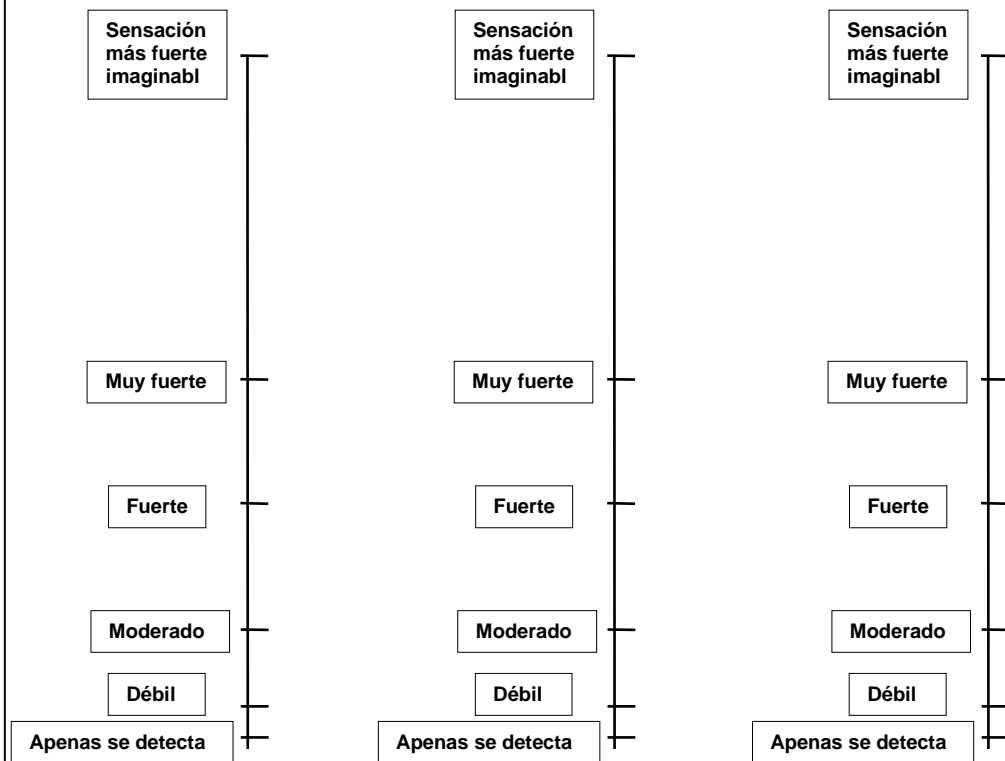 Sensación
más fuerte
imaginabl
Muy fuerte
Fuerte
Moderado
Débil
Apenas se detecta
Sensación
más fuerte
imaginabl
Muy fuerte
Fuerte
Moderado
Débil
Apenas se detecta
Sensación
más fuerte
imaginabl
Muy fuerte
Fuerte
Moderado
Débil
Apenas se detecta